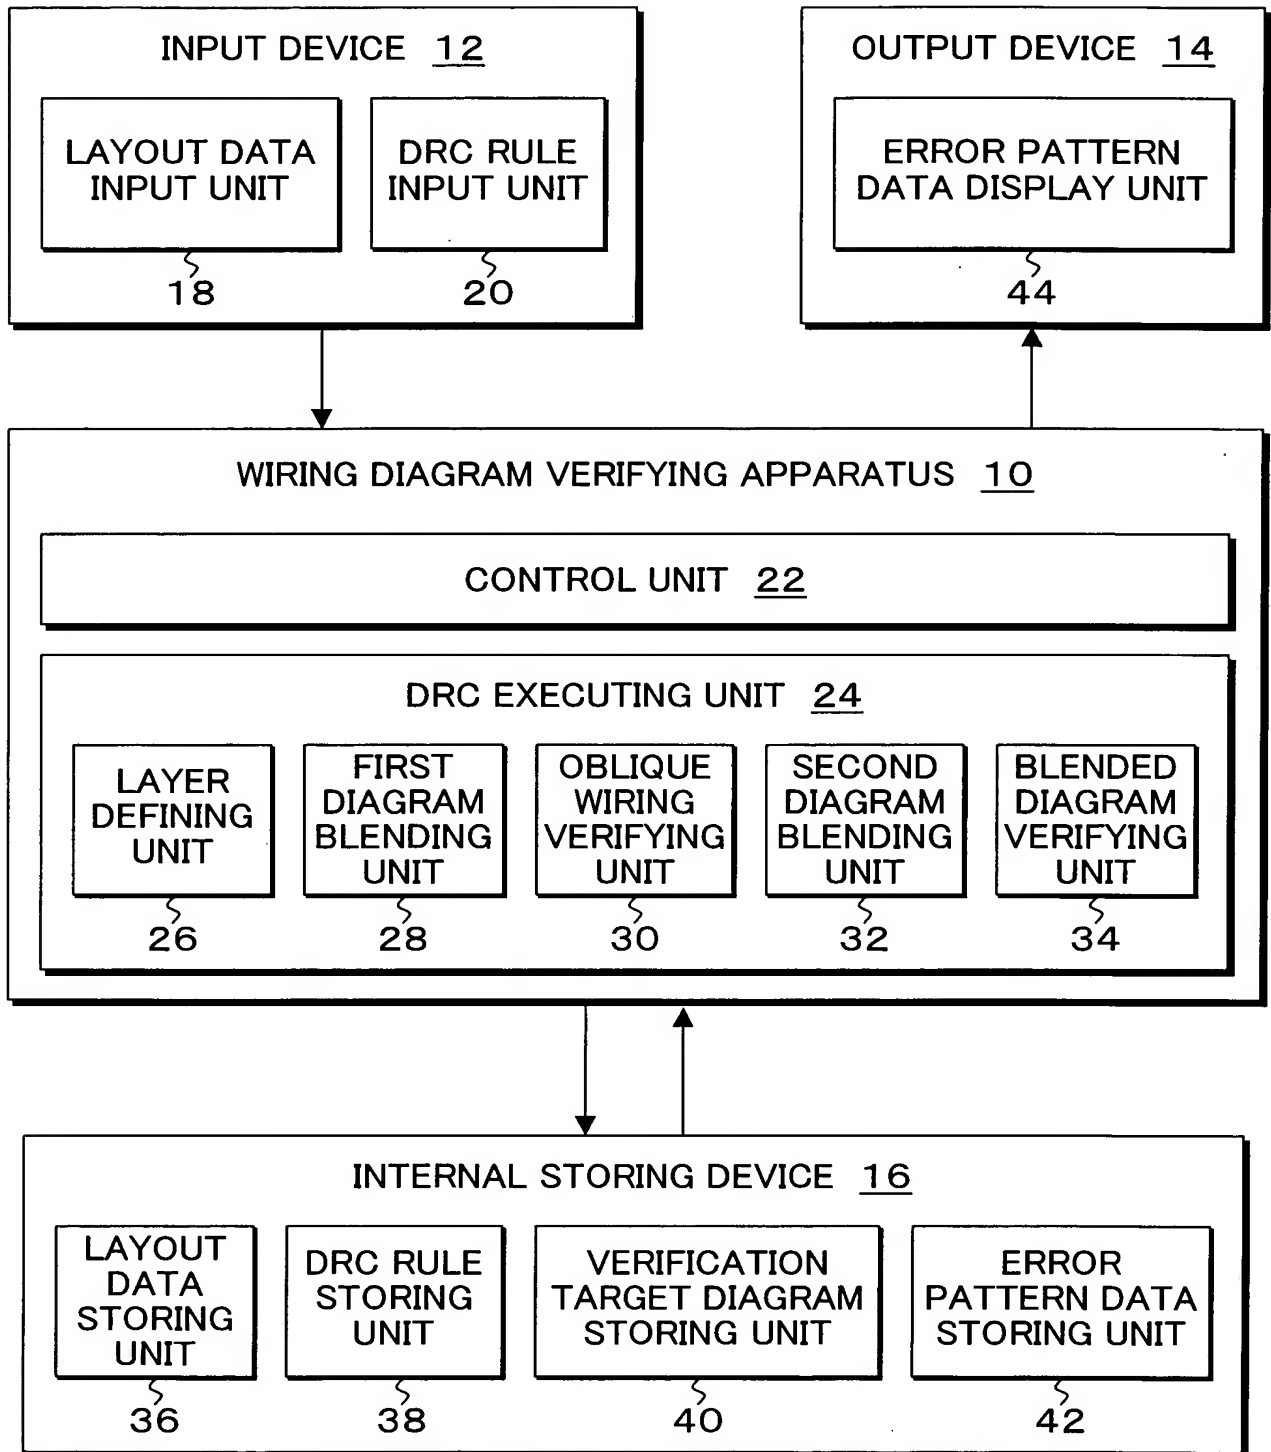 INPUT DEVICE 12
LAYOUT DATA
INPUT UNIT
18
DRC RULE
INPUT UNIT
20
OUTPUT DEVICE 14
ERROR PATTERN
DATA DISPLAY UNIT
44
WIRING DIAGRAM VERIFYING APPARATUS 10
CONTROL UNIT 22
DRC EXECUTING UNIT 24
LAYER
DEFINING
UNIT
26
FIRST
DIAGRAM
BLENDING
UNIT
28
OBLIQUE
WIRING
VERIFYING
UNIT
30
SECOND
DIAGRAM
BLENDING
UNIT
32
BLENDED
DIAGRAM
VERIFYING
UNIT
34
INTERNAL STORING DEVICE 16
LAYOUT
DATA
STORING
UNIT
36
DRC RULE
STORING
UNIT
38
VERIFICATION
TARGET DIAGRAM
STORING UNIT
40
ERROR
PATTERN DATA
STORING UNIT
42